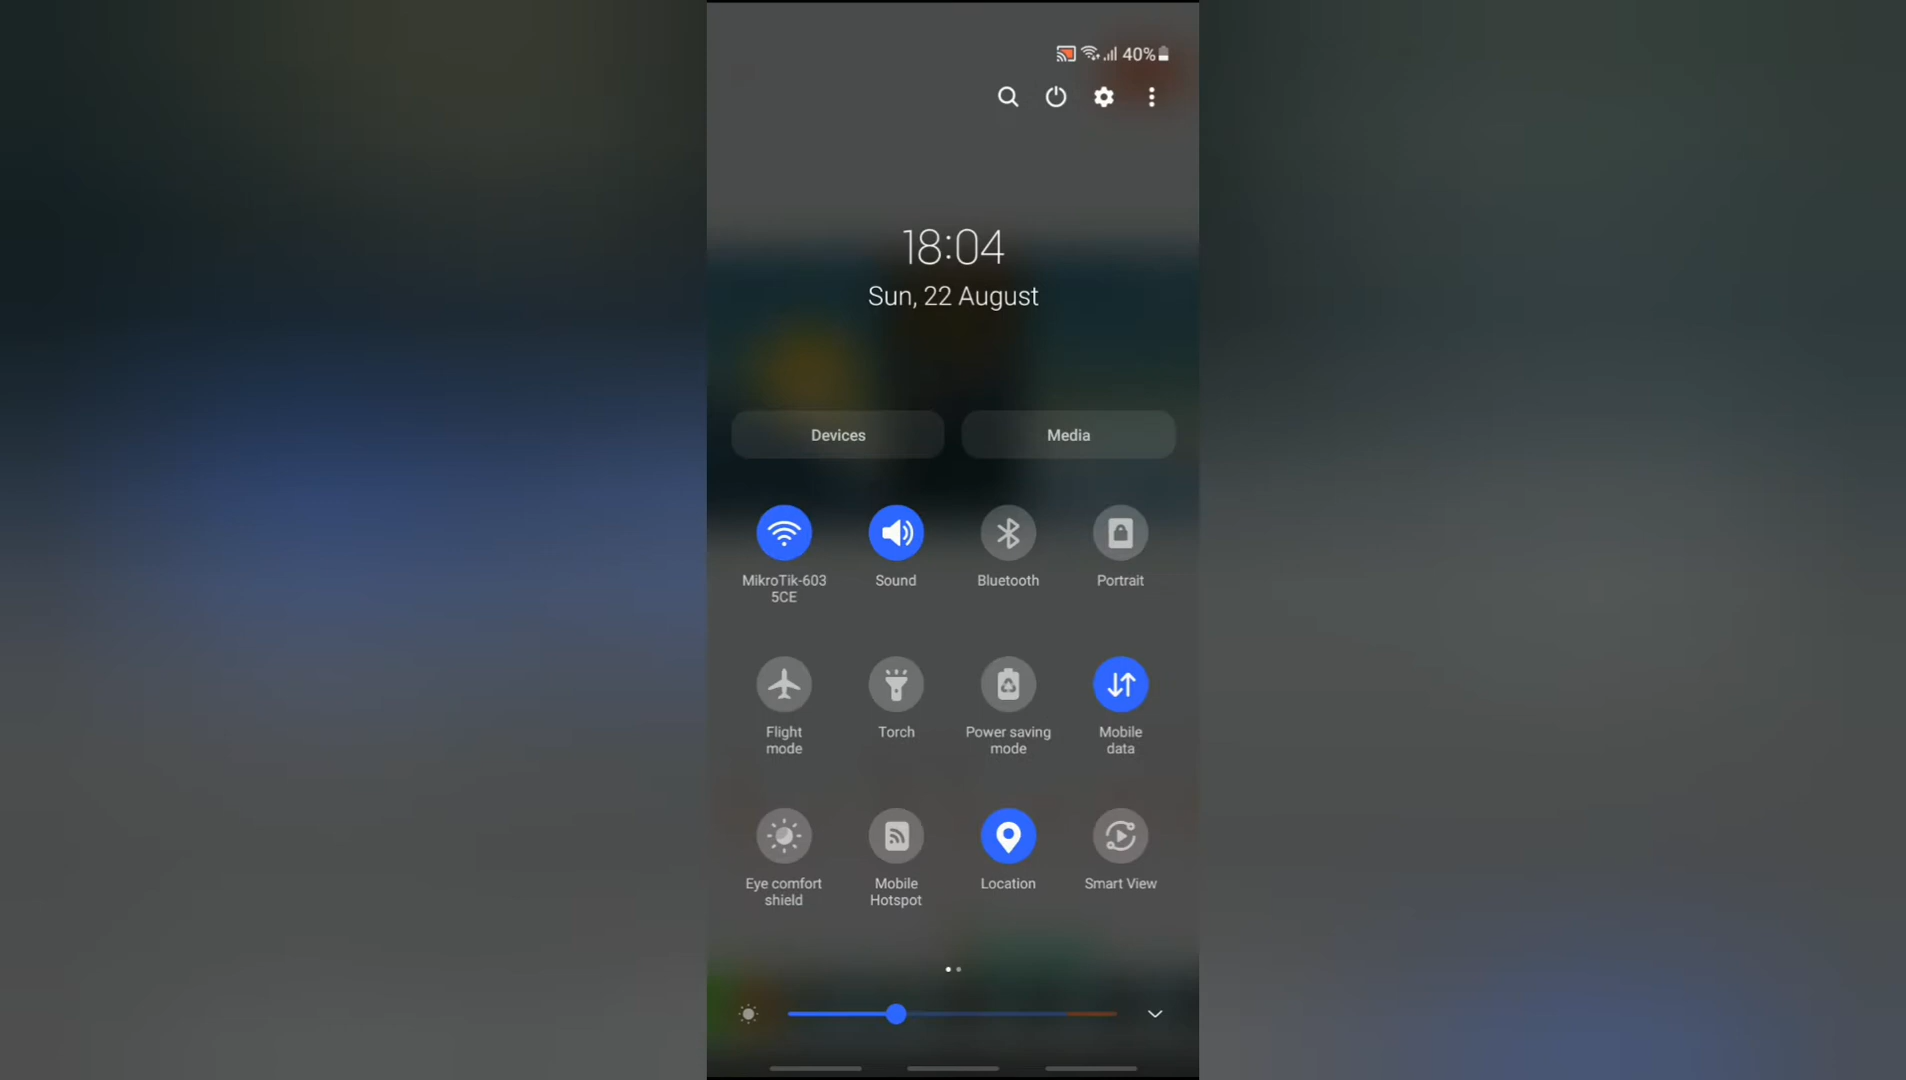 40%
18:04
Sun, 22 August
Devices
Media
MikroTik-603
5CE
Sound
Bluetooth
Portrait
Flight
mode
Torch
Power saving
mode
Mobile
data
Eye comfort
shield
Mobile
Hotspot
Location
Smart View